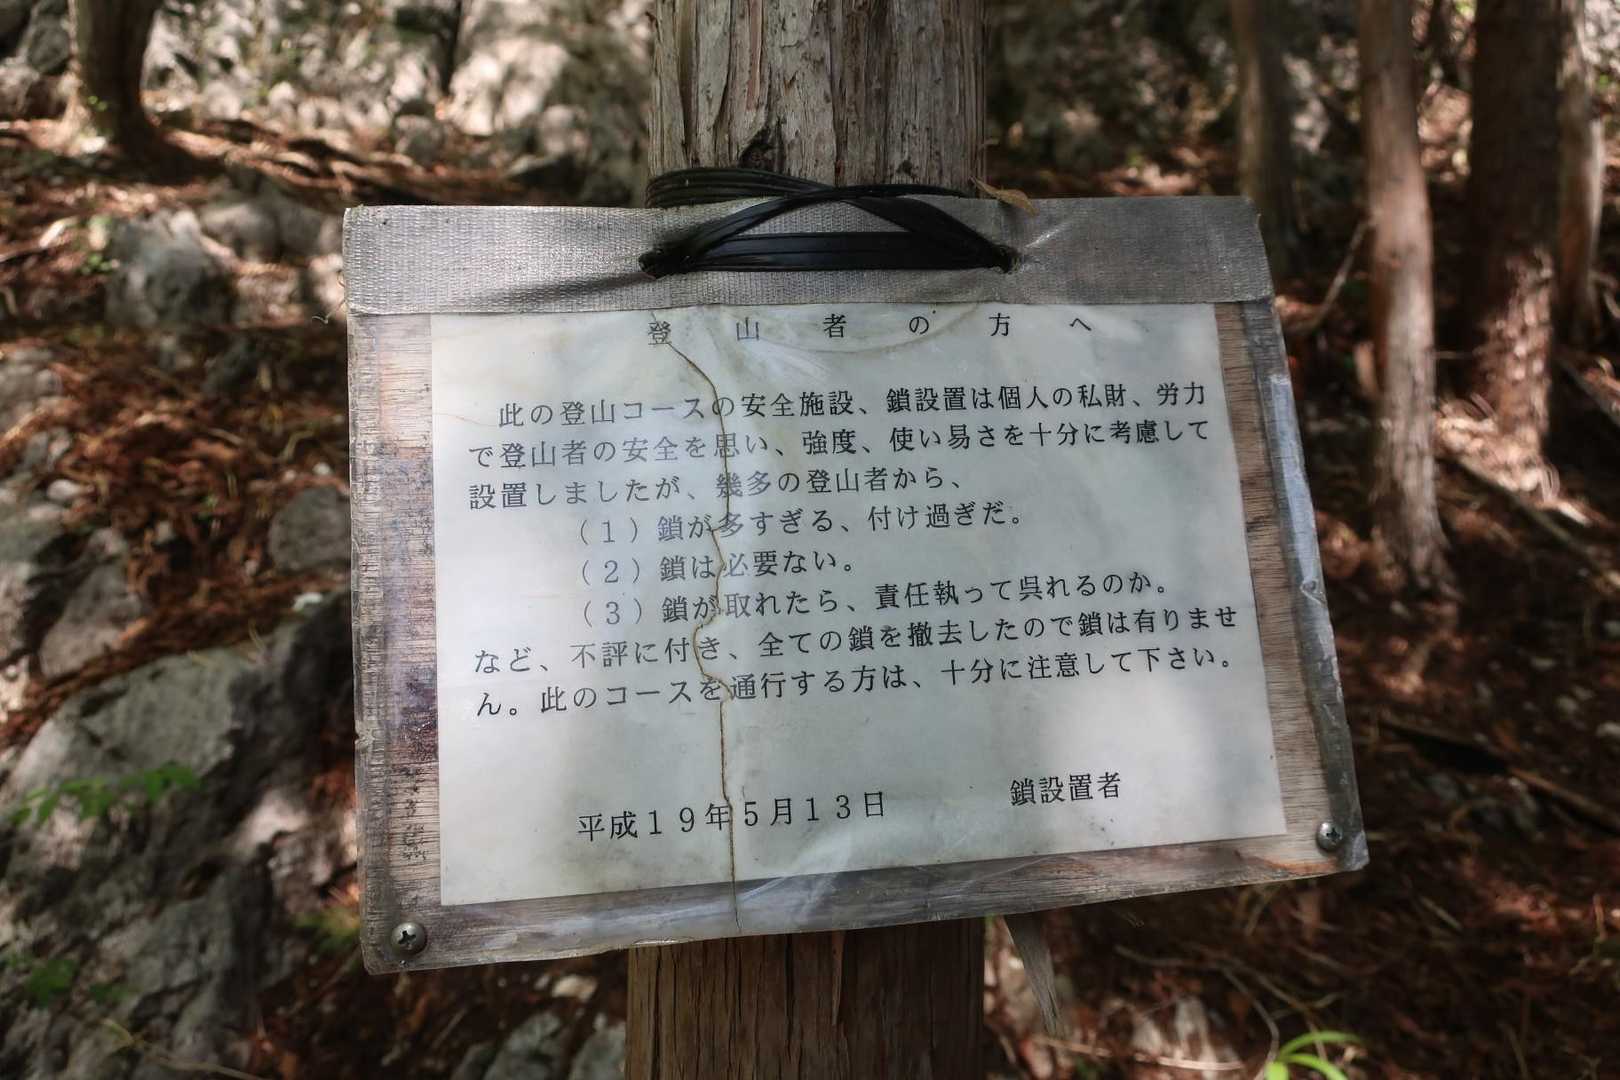 登山者の方へ
此の登山コースの安全施設、鎖設置は個人の私財、労力
で登山者の安全を思い、強度、使い易さを十分に考慮して
設置しましたが、幾多の登山者から、
（１）鎖が多すぎる、付け過ぎだ。
（２）鎖は必要ない。
（３）鎖が取れたら、責任執って呉れるのか。
など、不評に付き、全ての鎖を撤去したので鎖は有りませ
ん。此のコースを通行する方は、十分に注意して下さい。
平成１９年５月１３日　鎖設置者